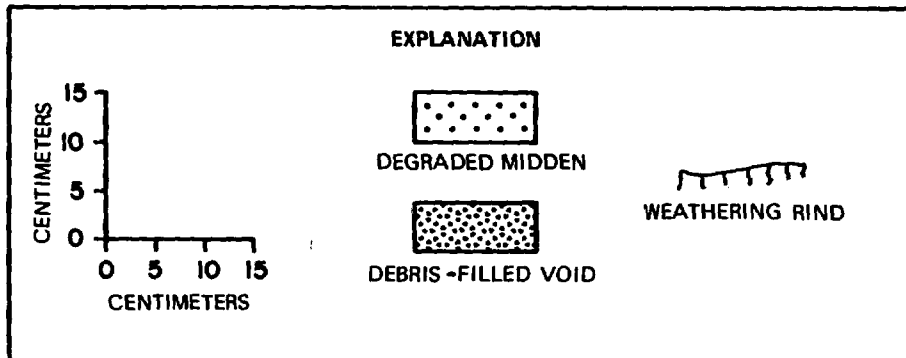 EXPLANATION
CENTIMETERS
15
10
5
0
0 5 10 15
CENTIMETERS
DEGRADED MIDDEN
DEBRIS-FILLED VOID
WEATHERING RIND